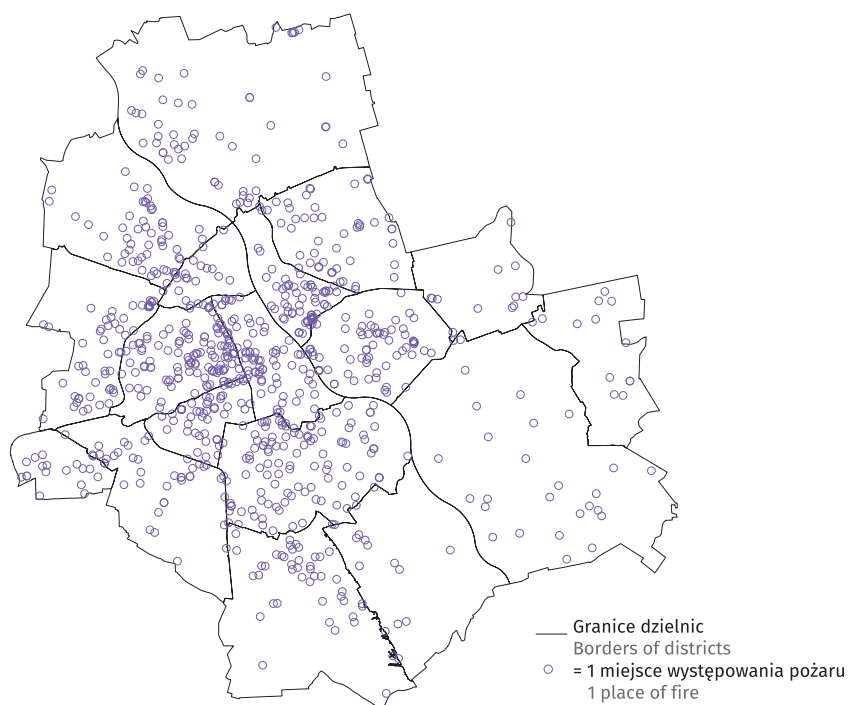 Granice dzielnic
Borders of districts
= 1 miejsce występowania pożaru
1 place of fire